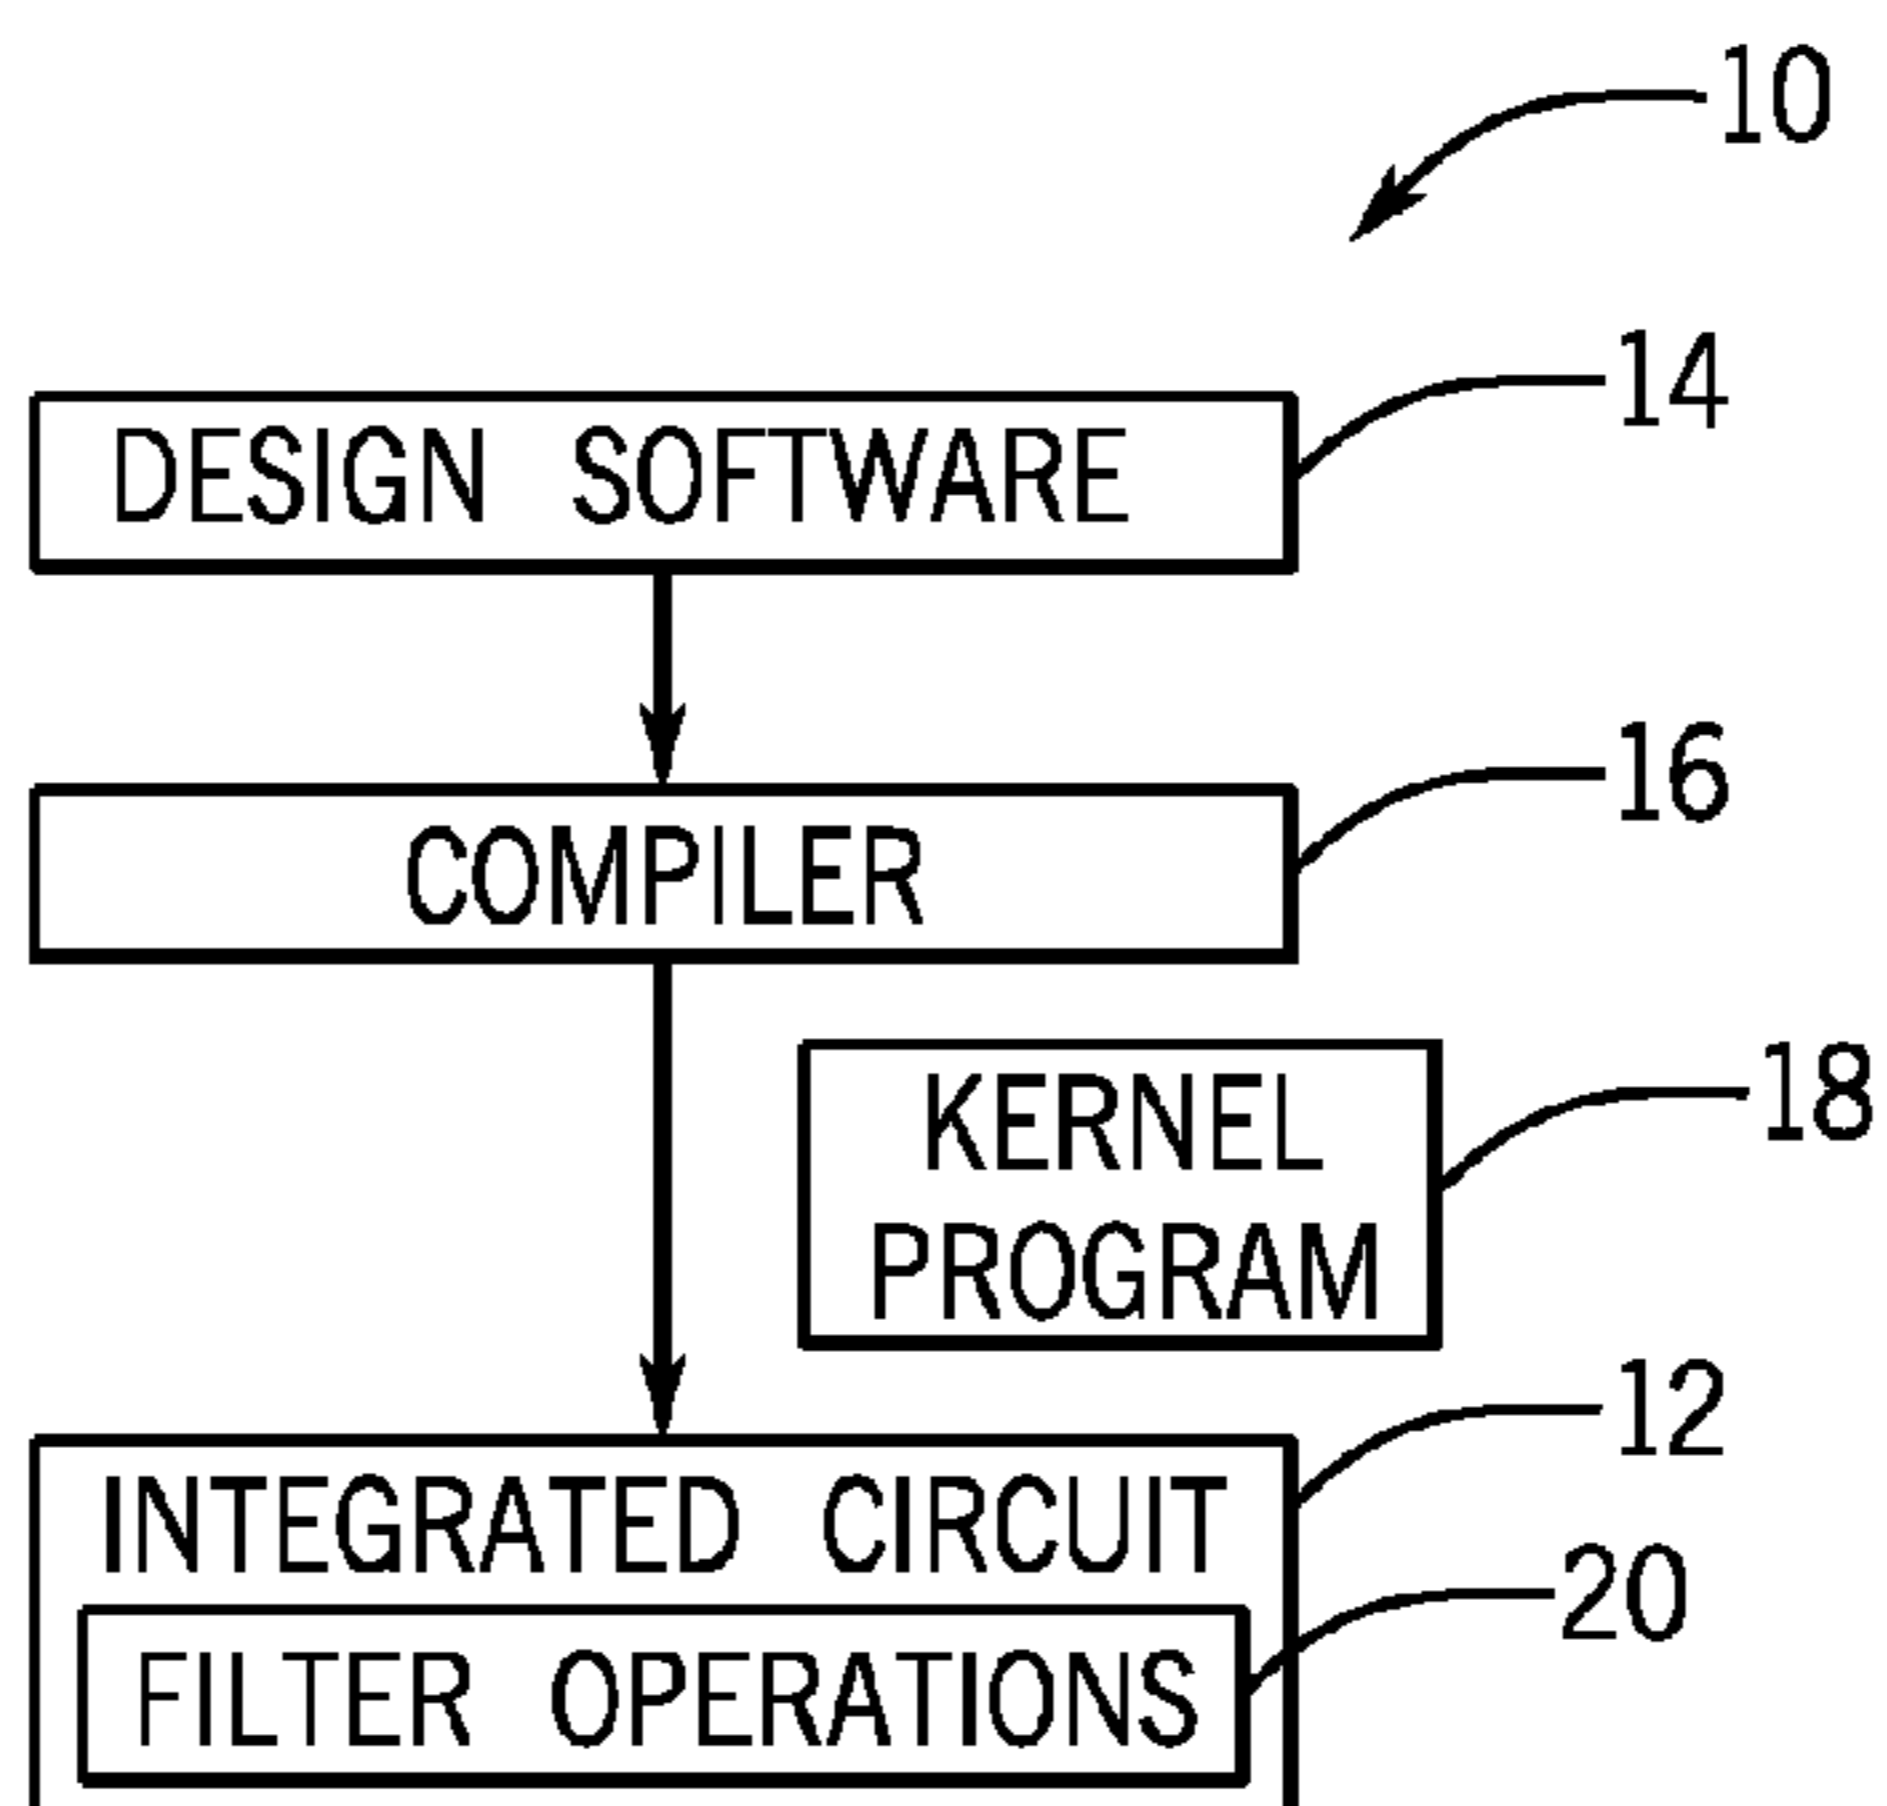 10
DESIGN SOFTWARE
14
COMPILER
16
KERNEL
PROGRAM
18
INTEGRATED CIRCUIT
12
FILTER OPERATIONS
20